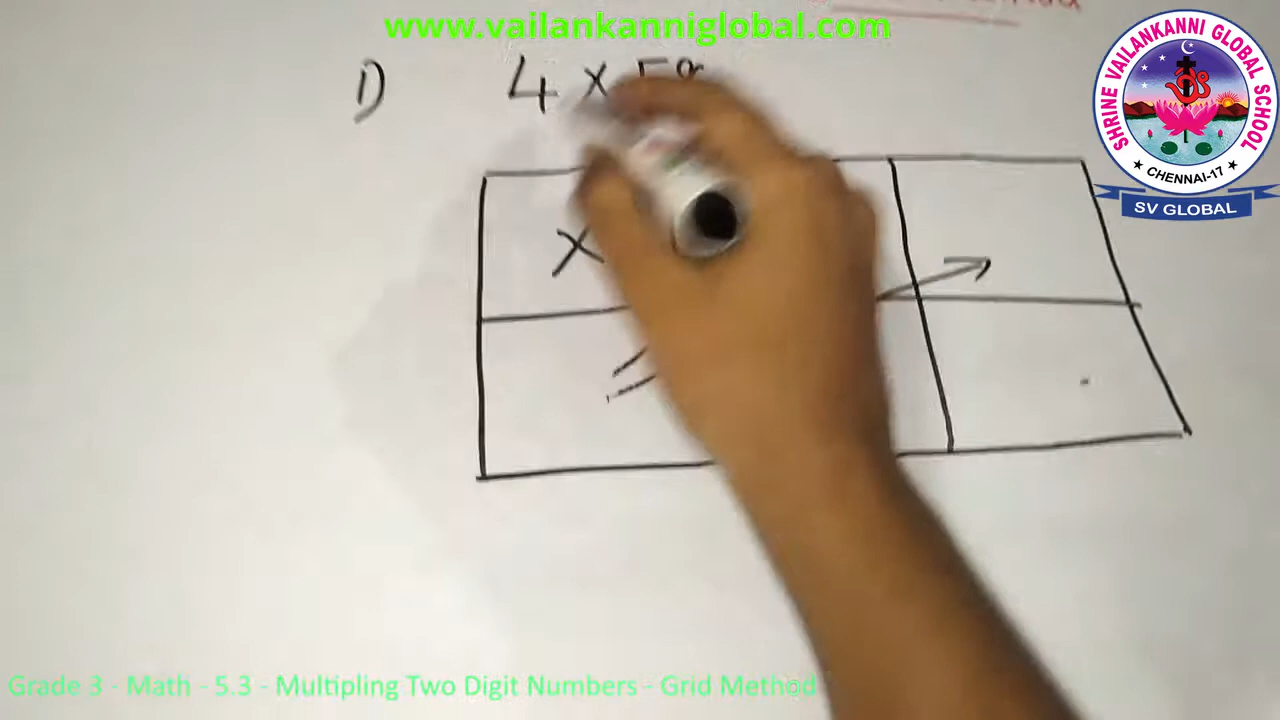 www.vailankanniglobal.com
1) 4 x
x
=
SHRINE VAILANKANNI GLOBAL SCHOOL
CHENNAI-17
SV GLOBAL
Grade 3 - Math - 5.3 - Multipling Two Digit Numbers - Grid Method